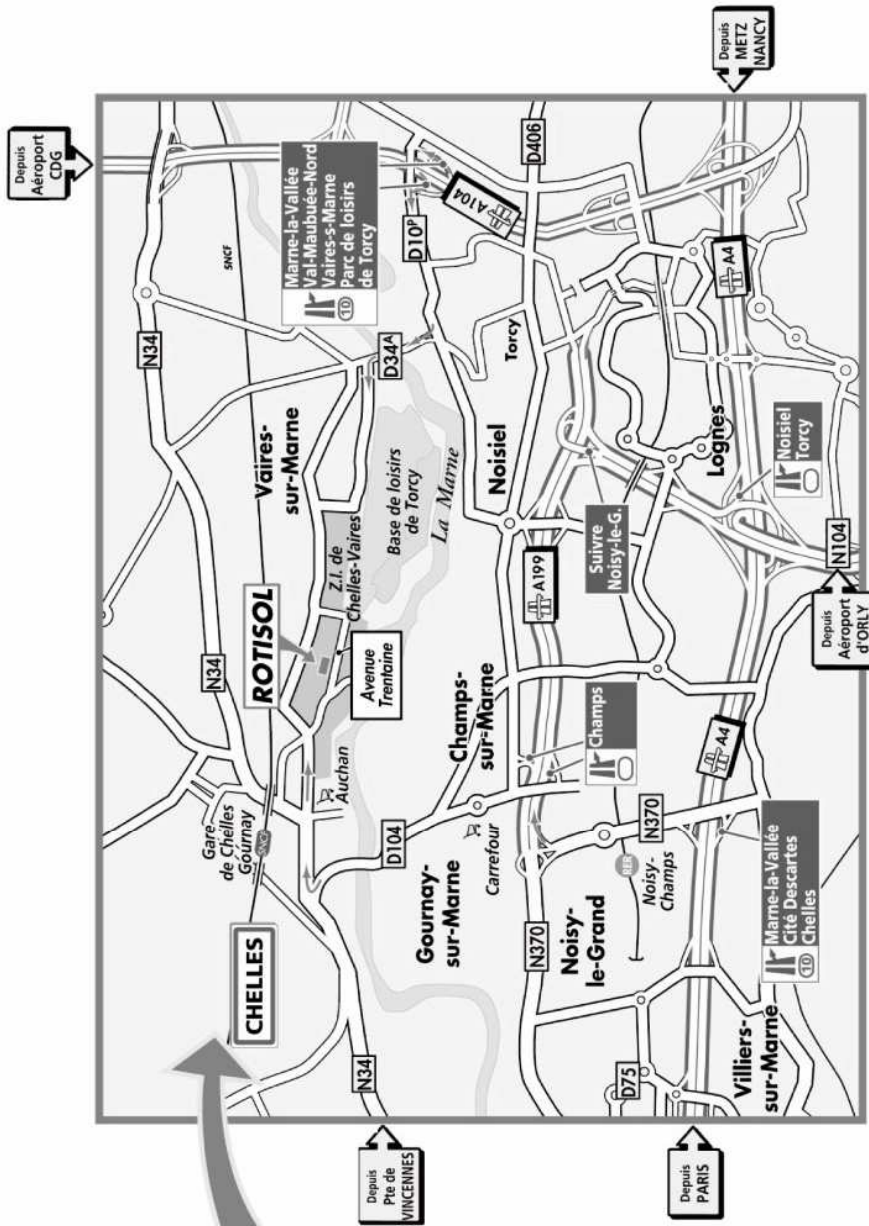 Depuis
Aéroport
CDG
Depuis
METZ
NANCY
Depuis
Aéroport
d'ORLY
Depuis
PARIS
Depuis
Pte de
VINCENNES
N34
SNCF
Marne-la-Vallée
Val-Maubuée-Nord
Vaires-s-Marne
Parc de loisirs
de Torcy
10
A104
D10P
D406
D34A
Vaires-
sur-Marne
Torcy
A4
N34
ROTISOL
Z.I. de
Chelles-Vaires
Base de loisirs
de Torcy
La Marne
Noisiel
Lognes
Noisiel
Torcy
Suivre
Noisy-le-G.
A199
N104
Avenue
Trentaine
Gare
de Chelles
Gournay
SNCF
Auchan
Champs-
sur-Marne
Champs
A4
CHELLES
D104
Carrefour
Gournay-
sur-Marne
N370
RER
Noisy-
Champs
Noisy-
le-Grand
N370
Marne-la-Vallée
Cité Descartes
Chelles
10
N34
D75
Villiers-
sur-Marne